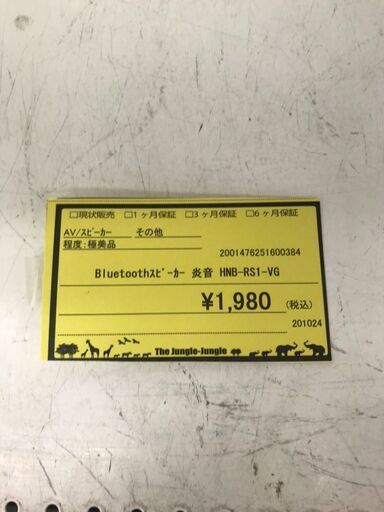 □現状販売 □1ヶ月保証 □3ヶ月保証 □6ヶ月保証
AV/ｽﾋﾟｰｶｰ その他
程度:極美品
2001476251600384
Bluetoothｽﾋﾟｰｶｰ 炎音 HNB-RS1-VG
¥1,980 (税込)
201024
The Jungle-Jungle